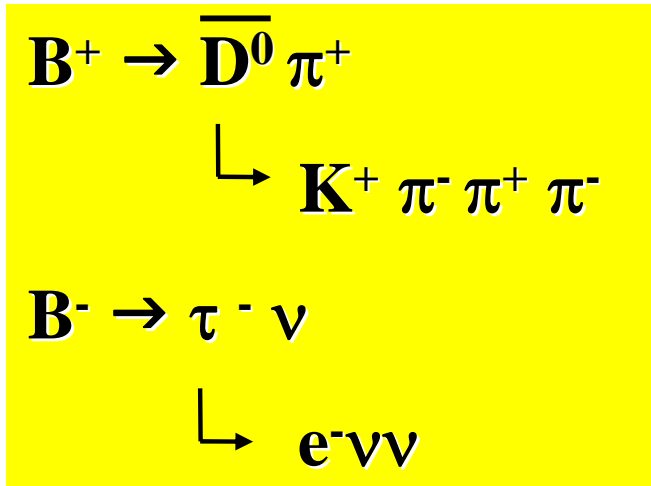 B⁺ → D̅⁰ π⁺
K⁺ π⁻ π⁺ π⁻
B⁻ → τ ⁻ ν
e⁻νν